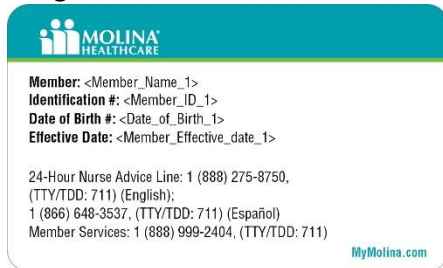 MOLINA®
HEALTHCARE
Member: <Member_Name_1>
Identification #: <Member_ID_1>
Date of Birth #: <Date_of_Birth_1>
Effective Date: <Member_Effective_date_1>
24-Hour Nurse Advice Line: 1 (888) 275-8750,
(TTY/TDD: 711) (English);
1 (866) 648-3537, (TTY/TDD: 711) (Español)
Member Services: 1 (888) 999-2404, (TTY/TDD: 711)
MyMolina.com